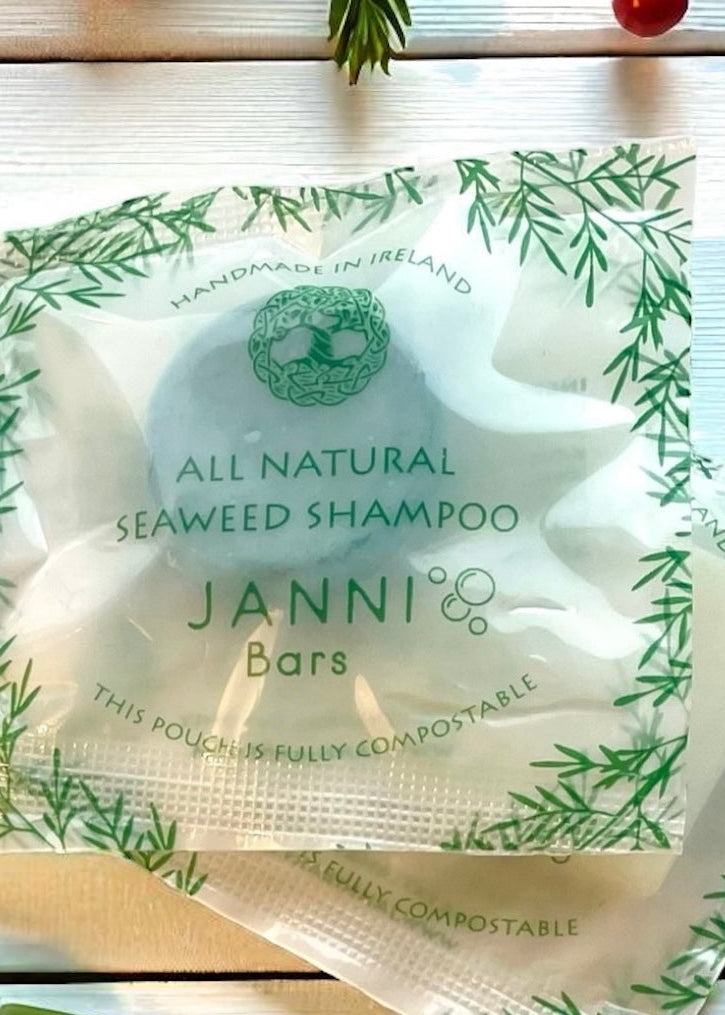 HANDMADE IN IRELAND
ALL NATURAL
SEAWEED SHAMPOO
JANNI
Bars
THIS POUCH IS FULLY COMPOSTABLE
IS FULLY COMPOSTABLE